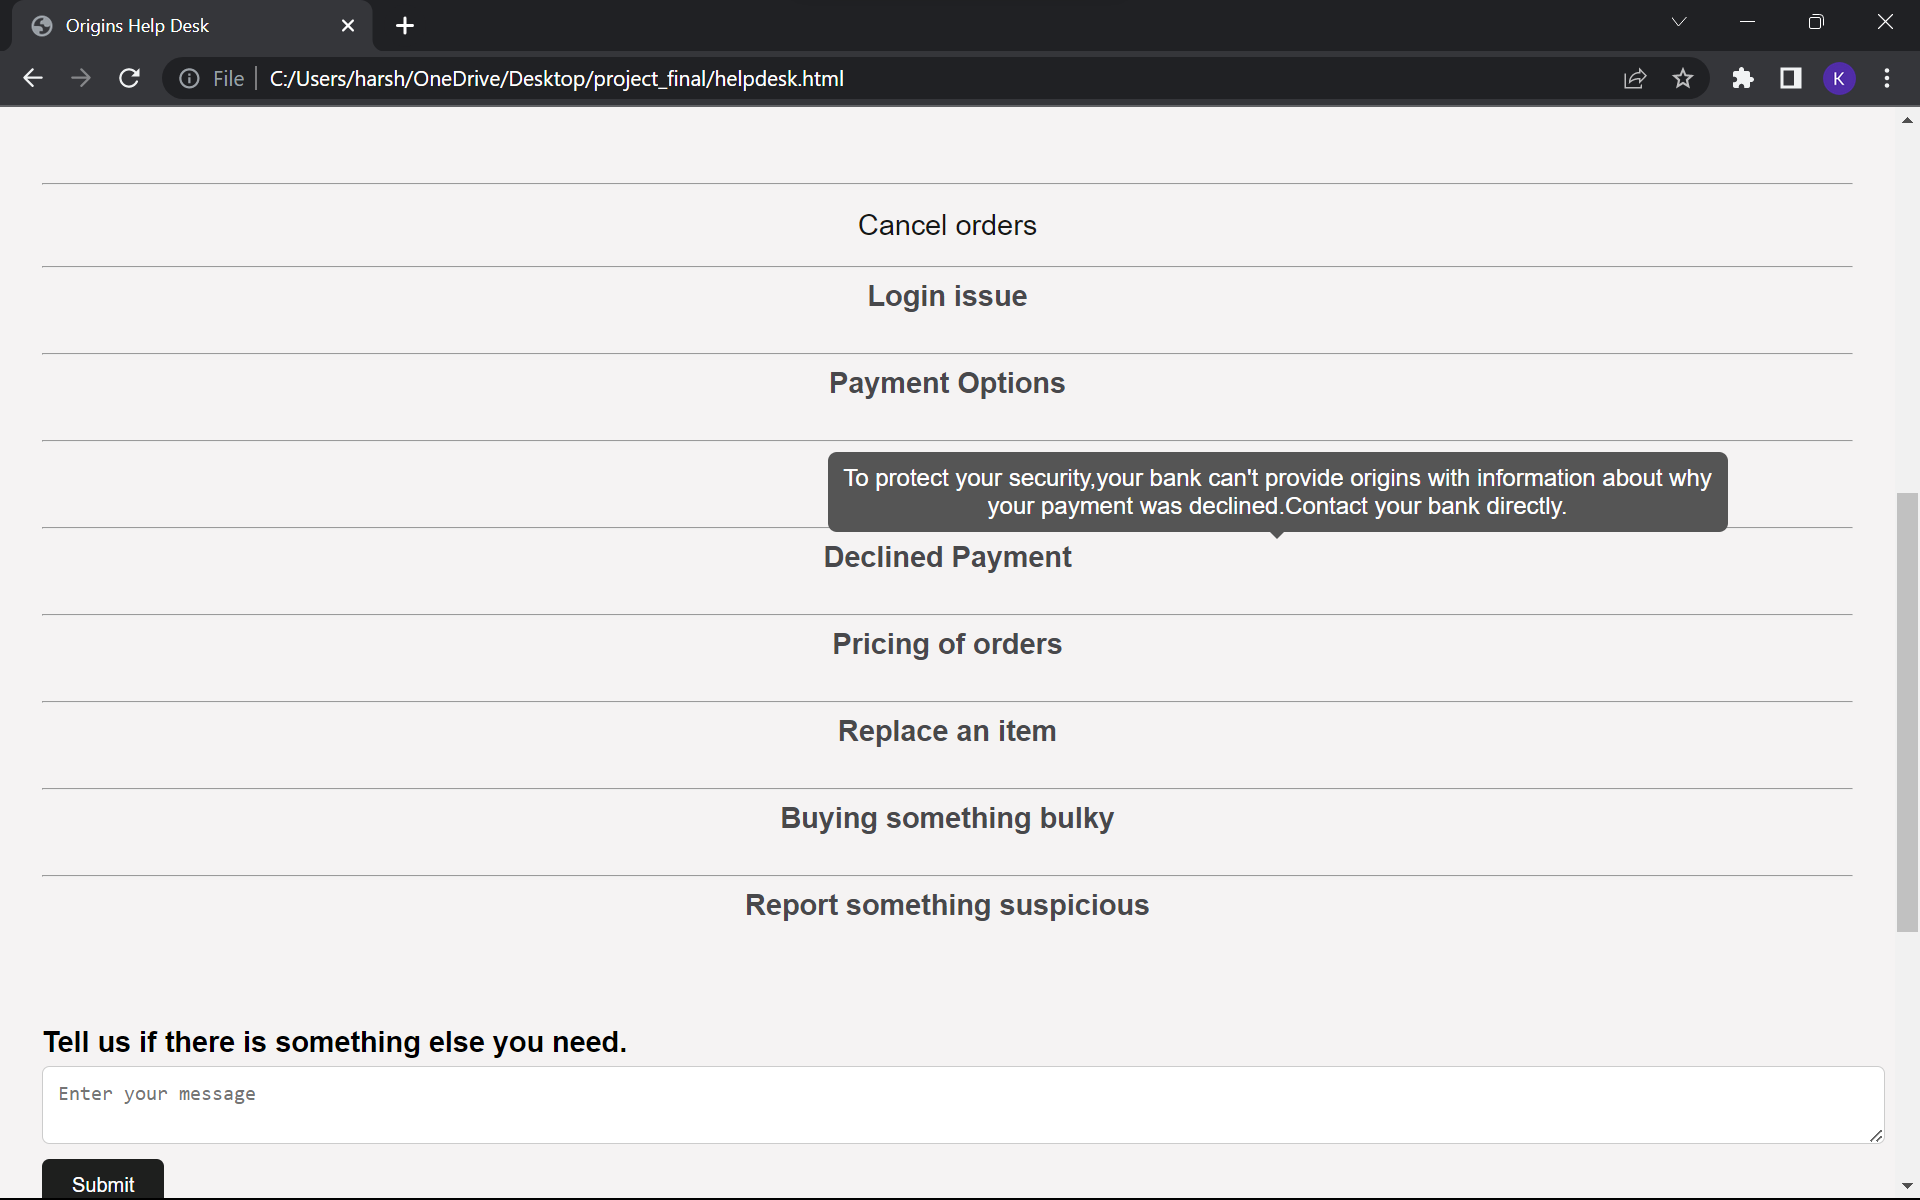 Origins Help Desk
File
C:/Users/harsh/OneDrive/Desktop/project_final/helpdesk.html
K
Cancel orders
Login issue
Payment Options
To protect your security,your bank can't provide origins with information about why
your payment was declined.Contact your bank directly.
Declined Payment
Pricing of orders
Replace an item
Buying something bulky
Report something suspicious
Tell us if there is something else you need.
Enter your message
Submit